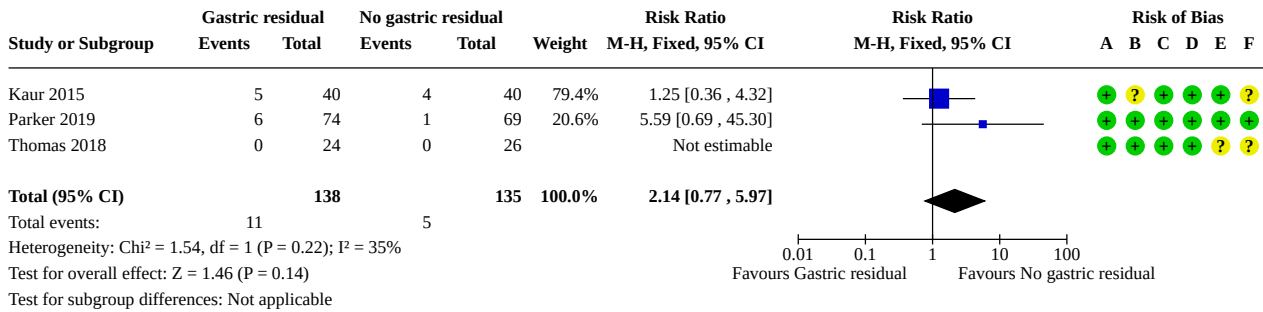 Gastric residual No gastric residual Risk Ratio Risk Ratio Risk of Bias
Study or Subgroup Events Total Events Total Weight M-H, Fixed, 95% CI M-H, Fixed, 95% CI A B C D E F
Kaur 2015 5 40 4 40 79.4% 1.25 [0.36 , 4.32] + ? + + + ?
Parker 2019 6 74 1 69 20.6% 5.59 [0.69 , 45.30] + + + + + +
Thomas 2018 0 24 0 26 Not estimable + + + + ? ?
Total (95% CI) 138 135 100.0% 2.14 [0.77 , 5.97]
Total events: 11 5
Heterogeneity: Chi² = 1.54, df = 1 (P = 0.22); I² = 35%
Test for overall effect: Z = 1.46 (P = 0.14)
Test for subgroup differences: Not applicable
0.01 0.1 1 10 100
Favours Gastric residual Favours No gastric residual